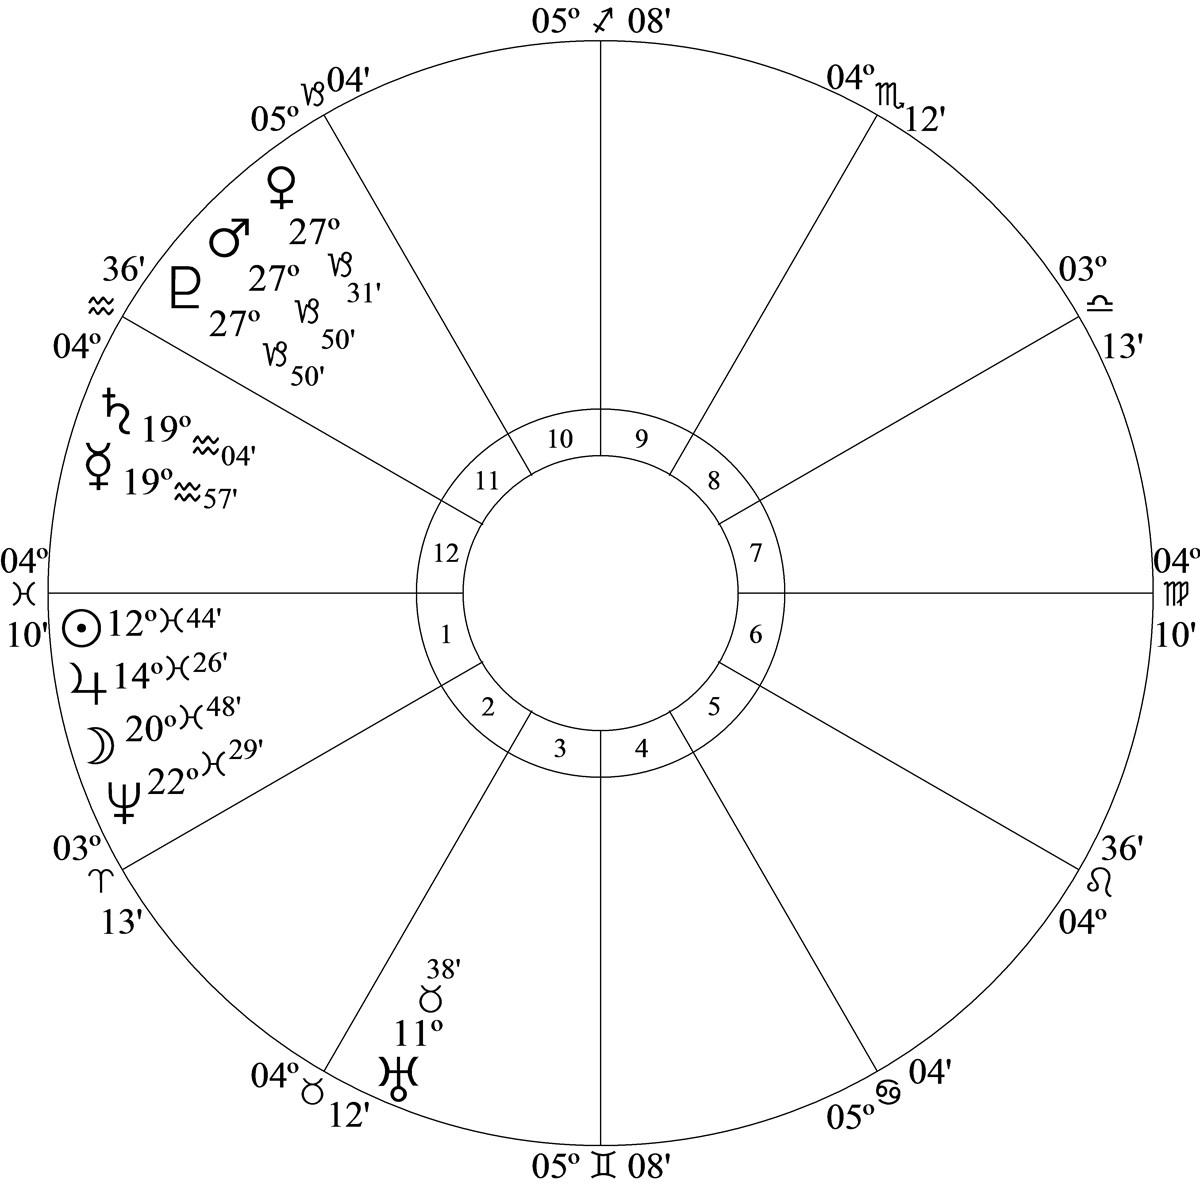 05º ♐ 08'
04º ♏ 12'
05º ♑ 04'
♀ 27º ♑ 31'
♂ 27º ♑ 50'
♇ 27º ♑ 50'
03º ♎ 13'
04º ♒ 36'
♄ 19º ♒ 04'
☿ 19º ♒ 57'
10 9
11 8
12 7
1 6
2 5
3 4
04º ♓ 10'
04º ♍ 10'
☉ 12º ♓ 44'
♃ 14º ♓ 26'
☽ 20º ♓ 48'
♆ 22º ♓ 29'
03º ♈ 13'
04º ♌ 36'
38' ♉ 11º ♅
04º ♉ 12'
05º ♋ 04'
05º ♊ 08'